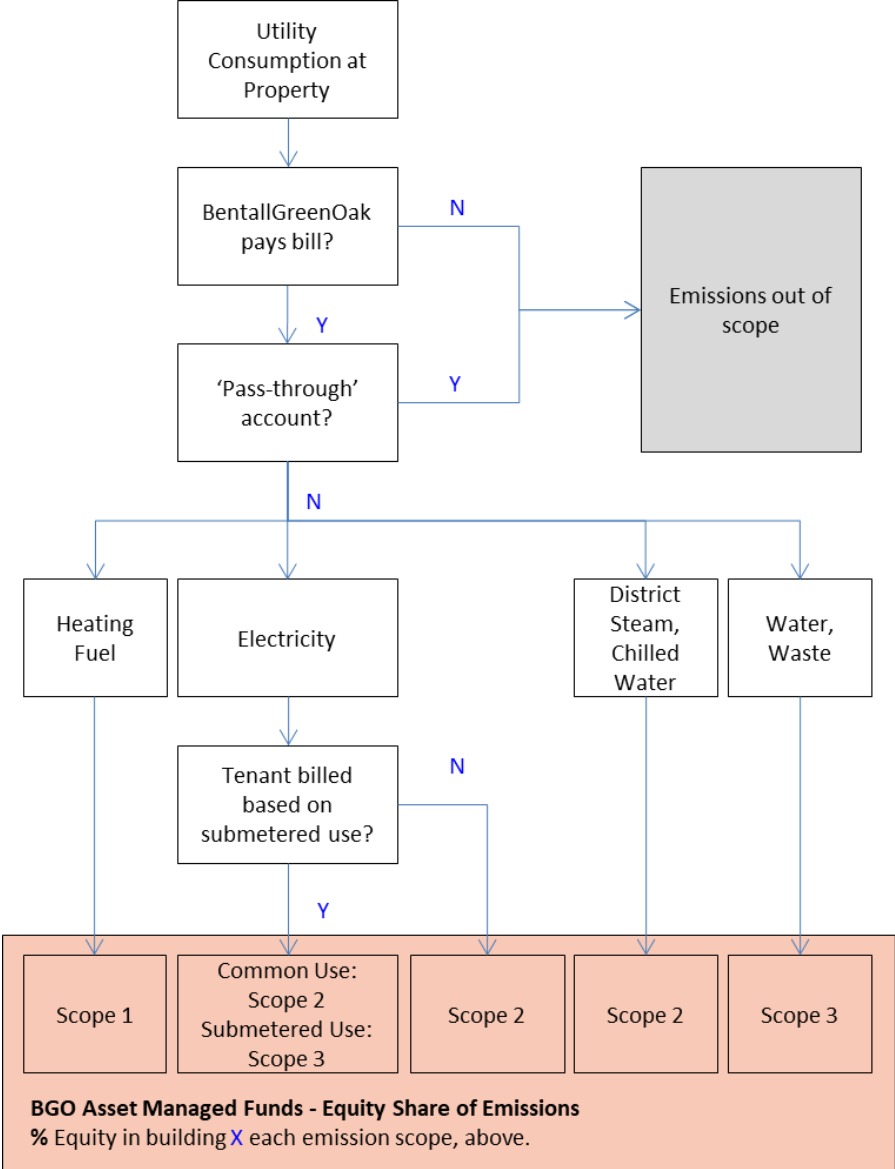 Utility
Consumption at
Property
BentallGreenOak
pays bill?
N
Emissions out of
scope
Y
‘Pass-through’
account?
Y
N
Heating
Fuel
Electricity
District
Steam,
Chilled
Water
Water,
Waste
Tenant billed
based on
submetered use?
N
Y
Scope 1
Common Use:
Scope 2
Submetered Use:
Scope 3
Scope 2
Scope 2
Scope 3
BGO Asset Managed Funds - Equity Share of Emissions
% Equity in building X each emission scope, above.